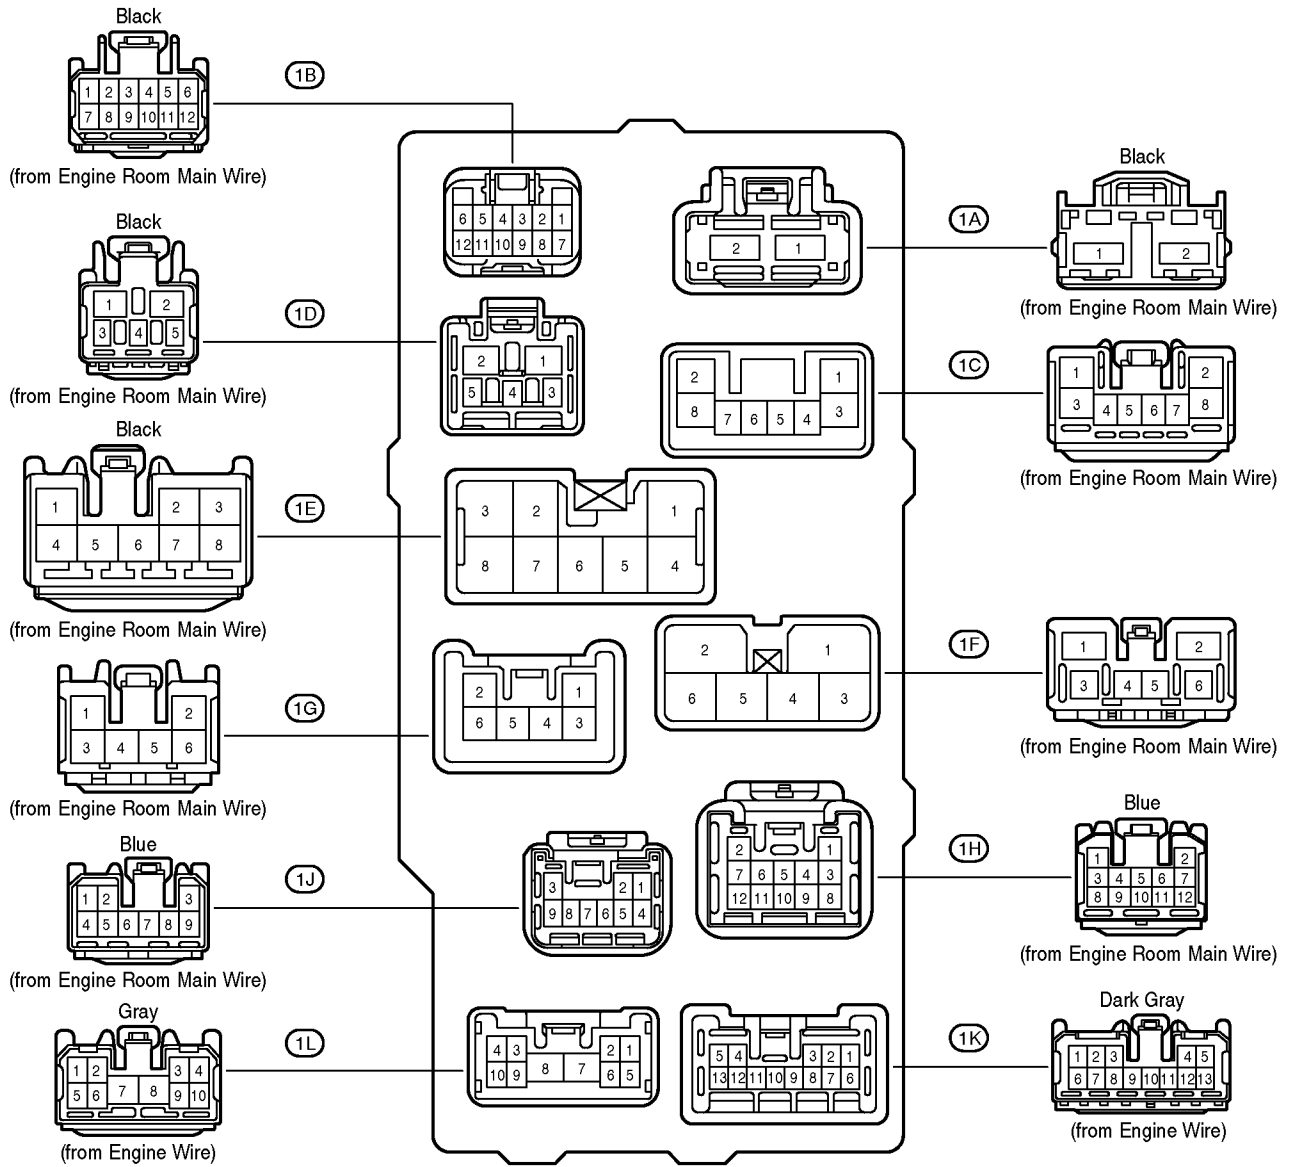 Black
1 2 3 4 5 6
7 8 9 10 11 12
(from Engine Room Main Wire)
1B
6 5 4 3 2 1
12 11 10 9 8 7
2 1
1A
Black
1 2
(from Engine Room Main Wire)
Black
1 2
3 4 5
(from Engine Room Main Wire)
1D
2 1
5 4 3
2 1
8 7 6 5 4 3
1C
1 2
3 4 5 6 7 8
(from Engine Room Main Wire)
Black
1 2 3
4 5 6 7 8
(from Engine Room Main Wire)
1E
3 2 1
8 7 6 5 4
2 1
6 5 4 3
1F
1 2
3 4 5 6
(from Engine Room Main Wire)
1 2
3 4 5 6
(from Engine Room Main Wire)
1G
2 1
6 5 4 3
2 1
7 6 5 4 3
12 11 10 9 8
1H
Blue
1 2
3 4 5 6 7
8 9 10 11 12
(from Engine Room Main Wire)
Blue
1 2 3
4 5 6 7 8 9
(from Engine Room Main Wire)
1J
3 2 1
9 8 7 6 5 4
Gray
1 2 3 4
5 6 7 8 9 10
(from Engine Wire)
1L
4 3 2 1
10 9 8 7 6 5
5 4 3 2 1
13 12 11 10 9 8 7 6
1K
Dark Gray
1 2 3 4 5
6 7 8 9 10 11 12 13
(from Engine Wire)